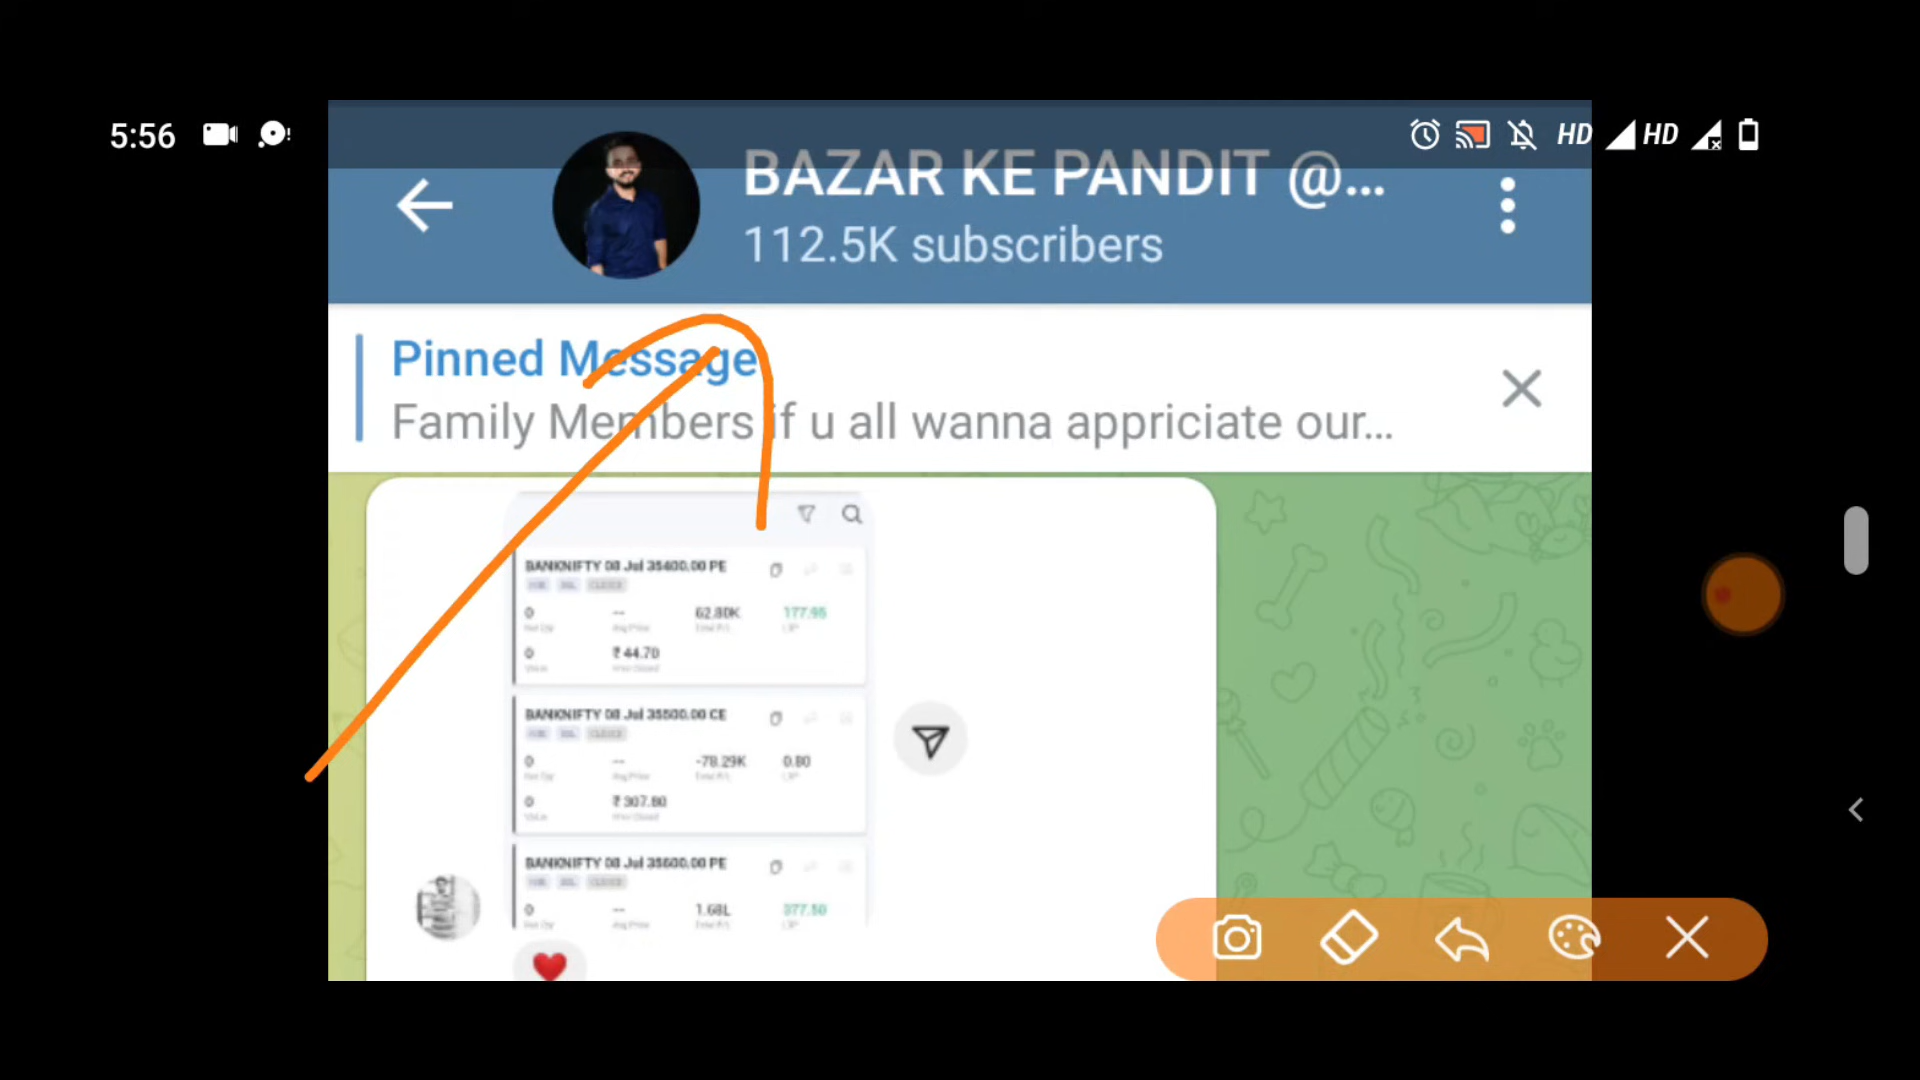 5:56
HD HD
BAZAR KE PANDIT @...
112.5K subscribers
Pinned Message
Family Members if u all wanna appriciate our...
BANKNIFTY 08 Jul 35400.00 PE
0 -- 62.80K 177.95
0 ₹ 44.70
BANKNIFTY 08 Jul 35500.00 CE
0 -- -78.29K 0.80
0 ₹ 307.80
BANKNIFTY 08 Jul 35600.00 PE
0 -- 1.68L 377.50